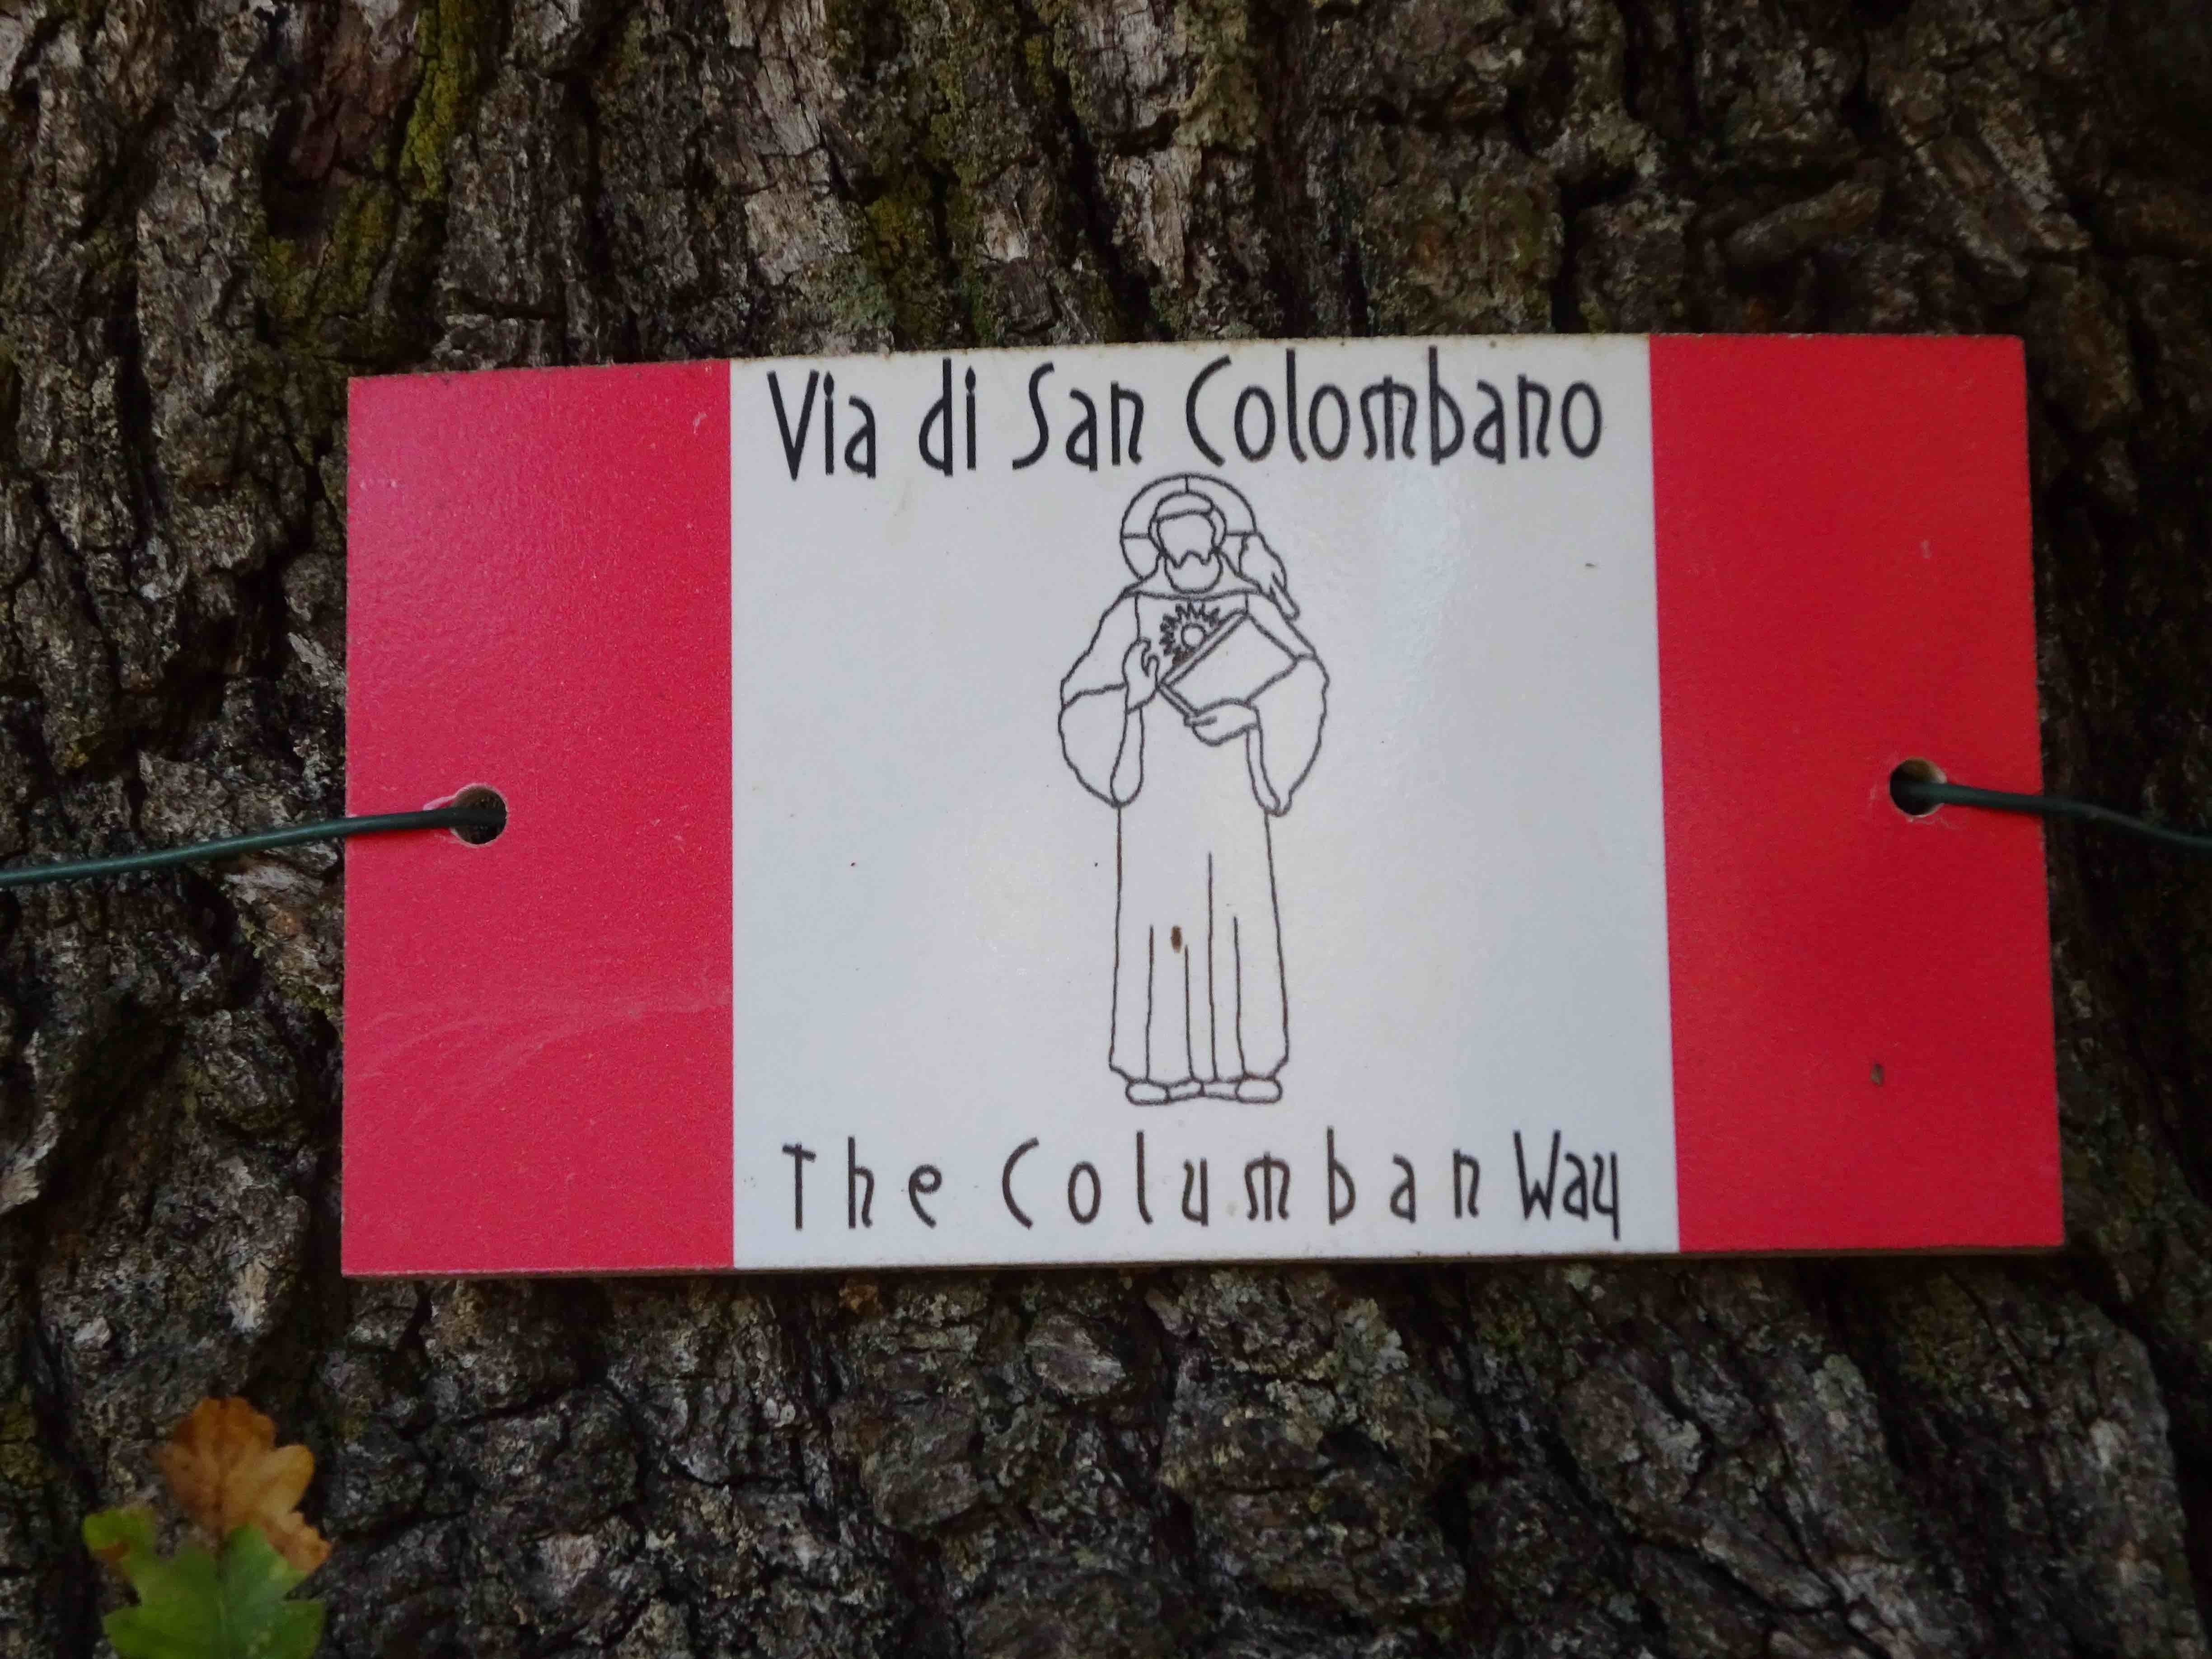 Via di San Colombano
The Columban Way